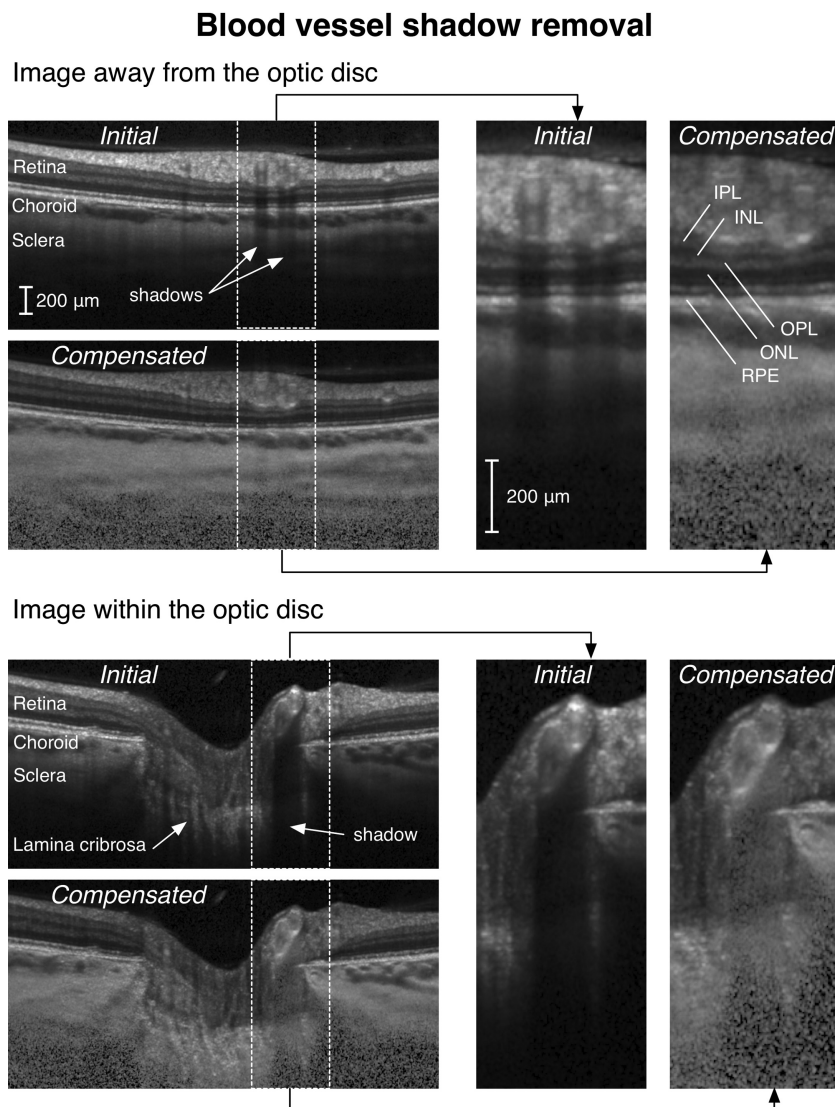 Blood vessel shadow removal
Image away from the optic disc
Initial
Retina
Choroid
Sclera
shadows
200 µm
Compensated
Initial
200 µm
Compensated
IPL
INL
OPL
ONL
RPE
Image within the optic disc
Initial
Retina
Choroid
Sclera
Lamina cribrosa
shadow
Compensated
Initial
Compensated